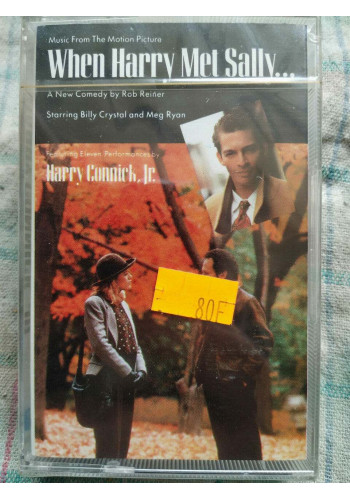 Music From The Motion Picture
When Harry Met Sally...
A New Comedy by Rob Reiner
Starring Billy Crystal and Meg Ryan
Featuring Eleven Performances by
Harry Connick, Jr.
80F